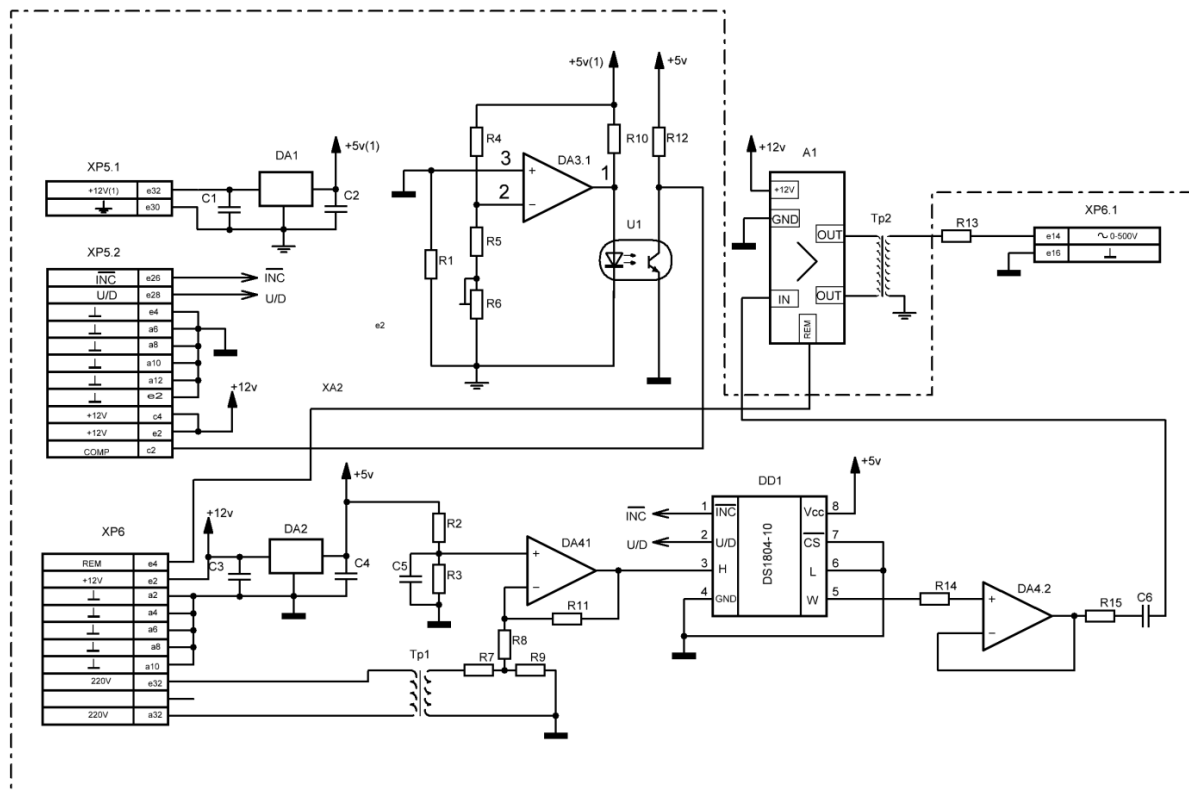 +5v(1)
+5v
XP5.1
DA1
+5v(1)
R4
R10
R12
3
DA3.1
1
2
+12v
A1
+12V(1) e32
e30
C1
C2
+12V
GND
Tp2
R13
XP6.1
U1
OUT
e14 ~ 0-500V
e16 ⊥
XP5.2
R5
R1
INC e26
INC
U/D e28
U/D
R6
IN
OUT
REM
⊥ e4
⊥ a6
e2
⊥ a8
⊥ a10
⊥ a12
⊥ e2
+12v
XA2
+12V c4
+12V e2
COMP c2
+5v
+5v
DD1
XP6
+12v
DA2
R2
1 INC
INC
Vcc 8
REM e4
C3
C4
C5
DA41
U/D
2 U/D
DS1804-10
CS 7
+12V e2
R3
3 H
L 6
⊥ a2
4 GND
W 5
R14
DA4.2
R15
C6
⊥ a4
R11
⊥ a6
R8
⊥ a8
⊥ a10
Tp1
R7
R9
220V e32
220V a32